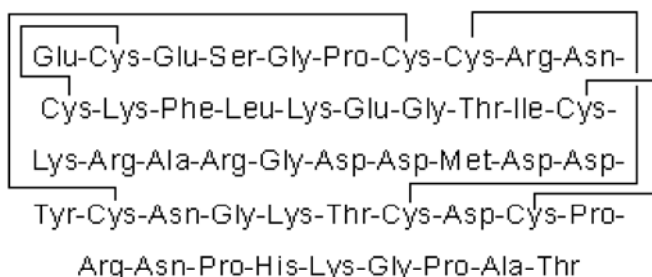 Glu-Cys-Glu-Ser-Gly-Pro-Cys-Cys-Arg-Asn-
Cys-Lys-Phe-Leu-Lys-Glu-Gly-Thr-Ile-Cys-
Lys-Arg-Ala-Arg-Gly-Asp-Asp-Met-Asp-Asp-
Tyr-Cys-Asn-Gly-Lys-Thr-Cys-Asp-Cys-Pro-
Arg-Asn-Pro-His-Lys-Gly-Pro-Ala-Thr